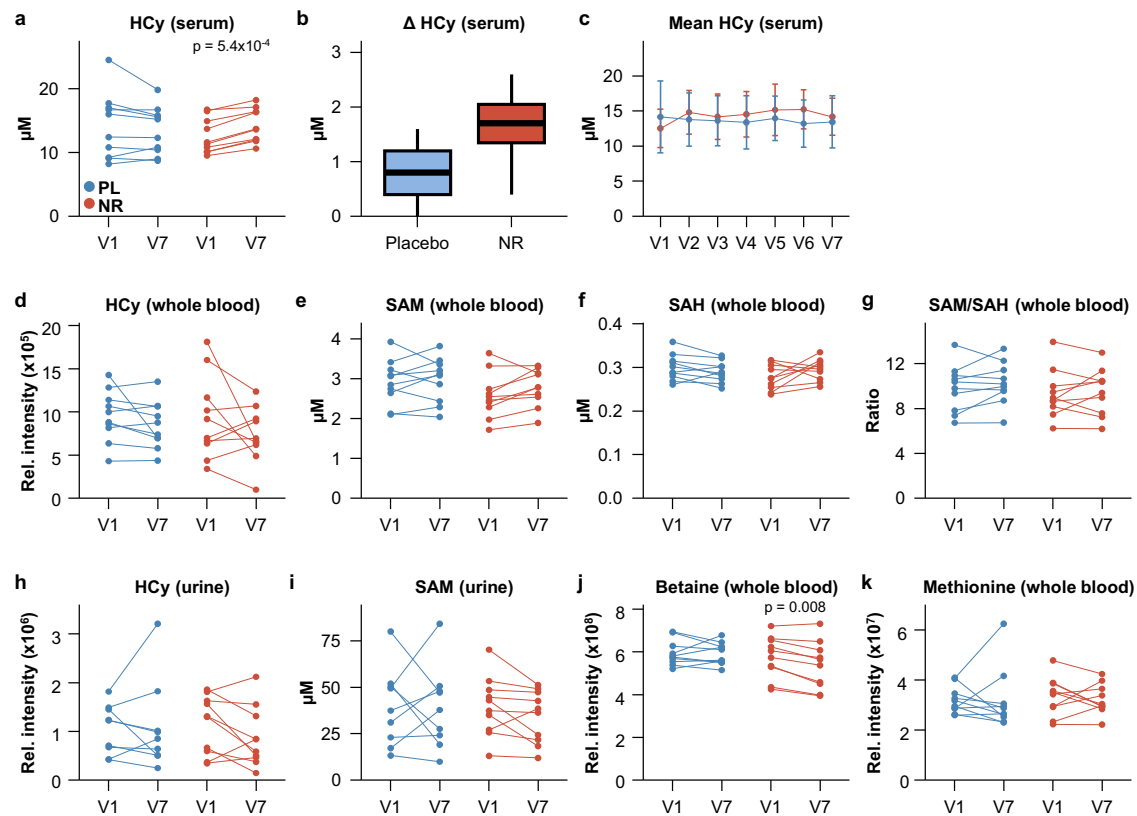 a
HCy (serum)
p = 5.4x10-4
µM
20
10
0
PL
NR
V1 V7 V1 V7
b
Δ HCy (serum)
µM
3
2
1
0
Placebo NR
c
Mean HCy (serum)
µM
20
15
10
5
0
V1 V2 V3 V4 V5 V6 V7
d
HCy (whole blood)
Rel. intensity (x10⁵)
20
15
10
5
0
V1 V7 V1 V7
e
SAM (whole blood)
µM
4
3
2
1
0
V1 V7 V1 V7
f
SAH (whole blood)
µM
0.4
0.3
0.2
0.1
0.0
V1 V7 V1 V7
g
SAM/SAH (whole blood)
Ratio
12
9
6
0
V1 V7 V1 V7
h
HCy (urine)
Rel. intensity (x10⁶)
3
2
1
0
V1 V7 V1 V7
i
SAM (urine)
µM
75
50
25
0
V1 V7 V1 V7
j
Betaine (whole blood)
p = 0.008
Rel. intensity (x10⁸)
8
6
4
0
V1 V7 V1 V7
k
Methionine (whole blood)
Rel. intensity (x10⁷)
6
4
2
0
V1 V7 V1 V7